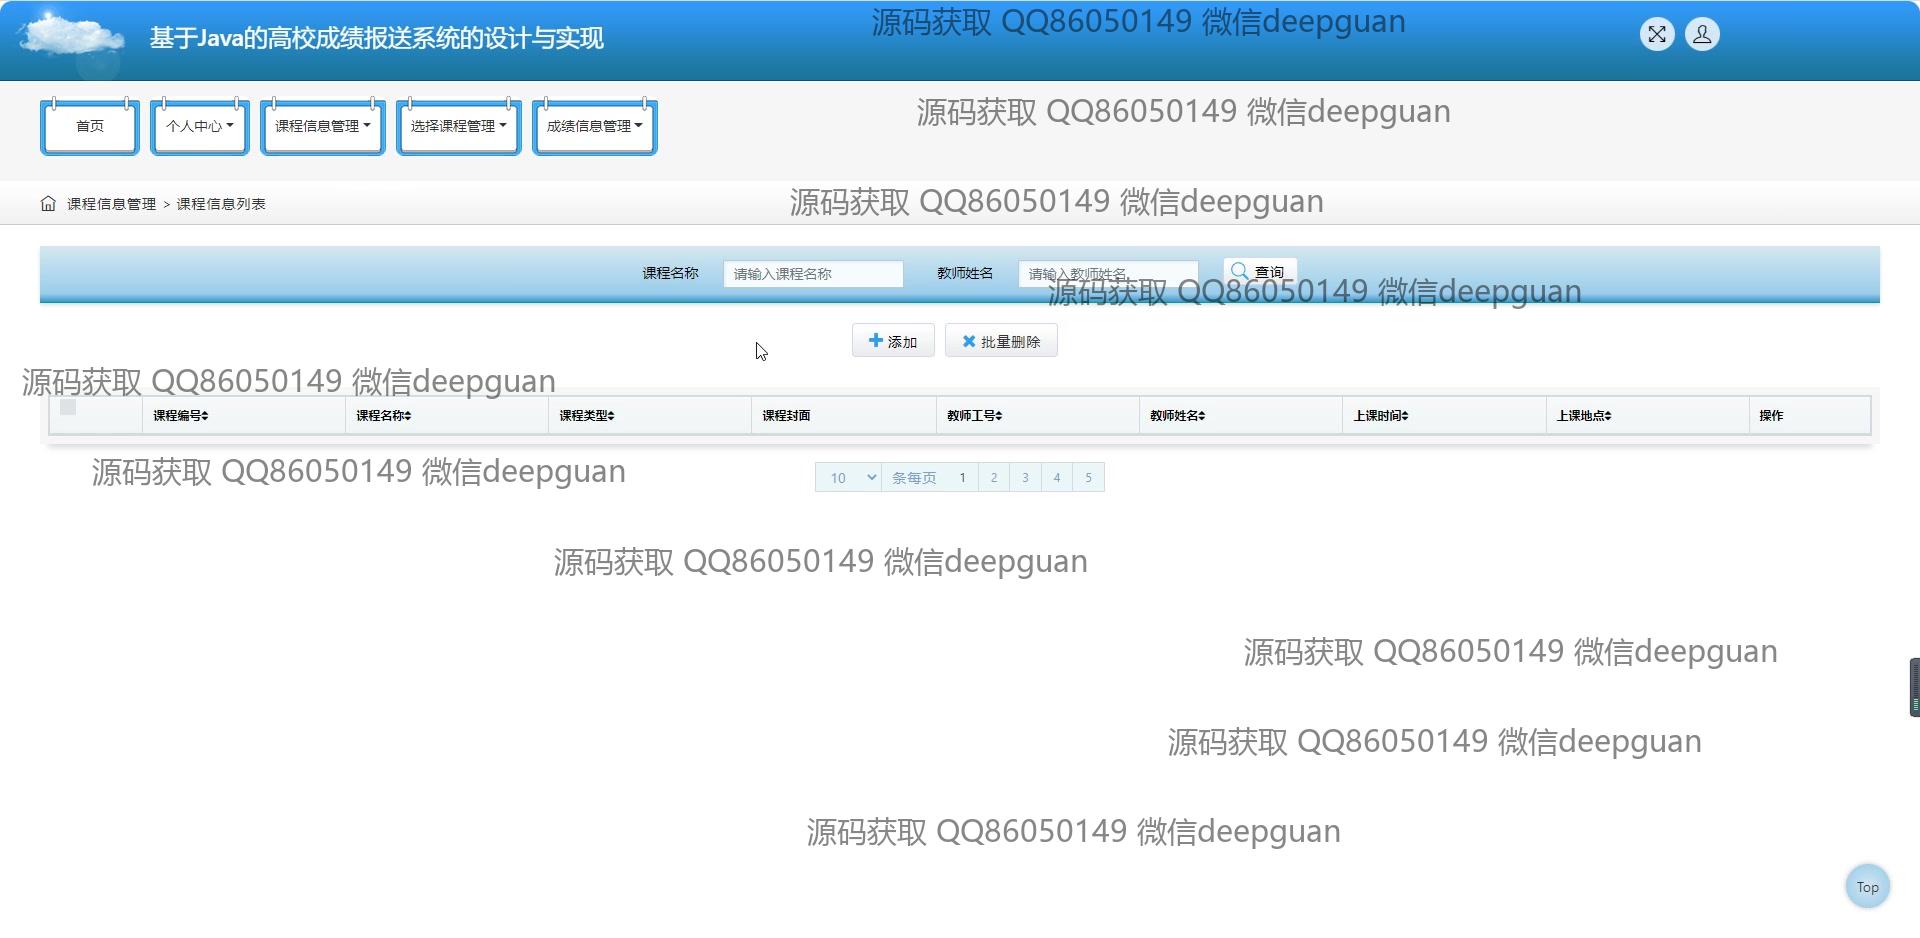 源码获取 QQ86050149 微信deepguan
基于Java的高校成绩报送系统的设计与实现
首页 个人中心 课程信息管理 选择课程管理 成绩信息管理
源码获取 QQ86050149 微信deepguan
课程信息管理 > 课程信息列表
源码获取 QQ86050149 微信deepguan
课程名称 请输入课程名称 教师姓名 请输入教师姓名 查询
源码获取 QQ86050149 微信deepguan
添加 批量删除
源码获取 QQ86050149 微信deepguan
课程编号 课程名称 课程类型 课程封面 教师工号 教师姓名 上课时间 上课地点 操作
源码获取 QQ86050149 微信deepguan
10 条每页 1 2 3 4 5
源码获取 QQ86050149 微信deepguan
源码获取 QQ86050149 微信deepguan
源码获取 QQ86050149 微信deepguan
源码获取 QQ86050149 微信deepguan
Top